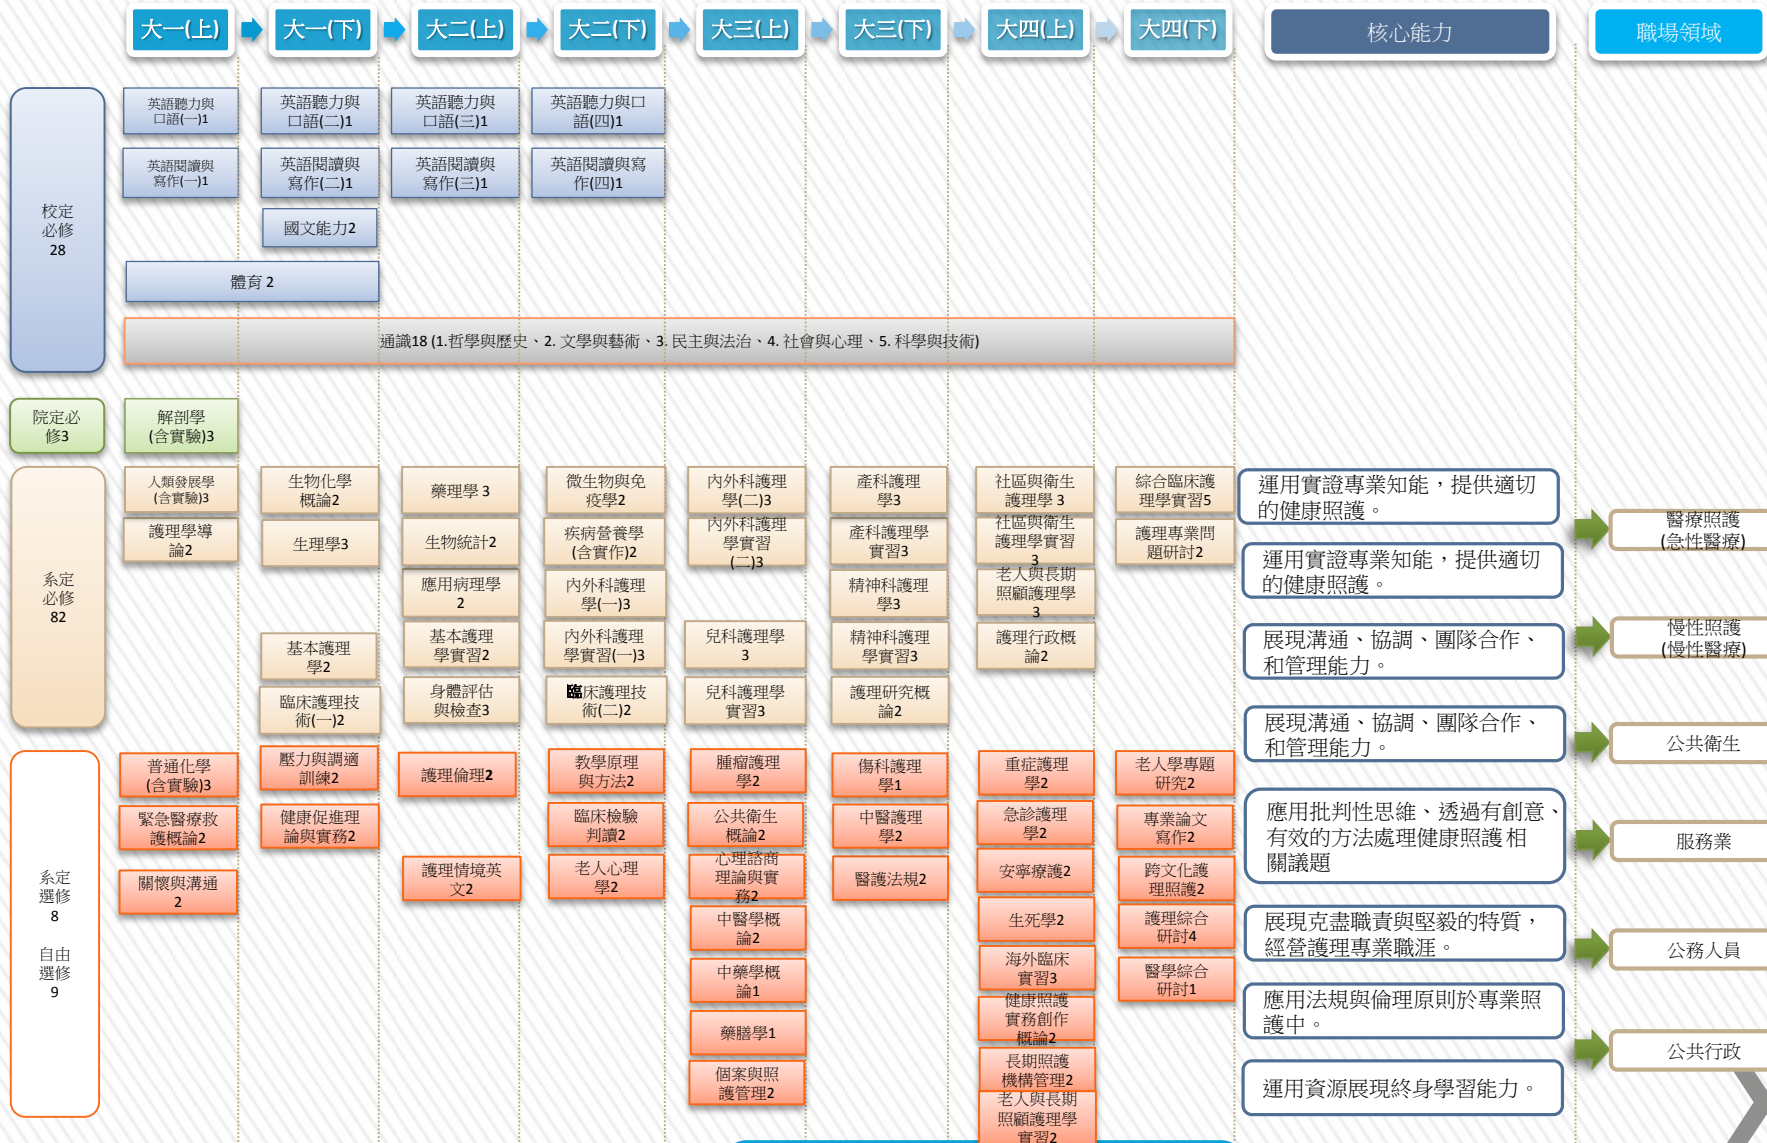 大一(上)
大一(下)
大二(上)
大二(下)
大三(上)
大三(下)
大四(上)
大四(下)
核心能力
職場領域
校定
必修
28
英語聽力與
口語(一)1
英語聽力與
口語(二)1
英語聽力與
口語(三)1
英語聽力與口
語(四)1
英語閱讀與
寫作(一)1
英語閱讀與
寫作(二)1
英語閱讀與
寫作(三)1
英語閱讀與寫
作(四)1
國文能力2
體育 2
通識18 (1.哲學與歷史、2. 文學與藝術、3. 民主與法治、4. 社會與心理、5. 科學與技術)
院定必
修3
解剖學
(含實驗)3
系定
必修
82
人類發展學
(含實驗)3
護理學導
論2
生物化學
概論2
生理學3
基本護理
學2
臨床護理技
術(一)2
藥理學 3
生物統計2
應用病理學
2
基本護理
學實習2
身體評估
與檢查3
微生物與免
疫學2
疾病營養學
(含實作)2
內外科護理
學(一)3
內外科護理
學實習(一)3
臨床護理技
術(二)2
內外科護理
學(二)3
內外科護理
學實習
(二)3
兒科護理學
3
兒科護理學
實習3
產科護理
學3
產科護理學
實習3
精神科護理
學3
精神科護理
學實習3
護理研究概
論2
社區與衛生
護理學 3
社區與衛生
護理學實習
3
老人與長期
照顧護理學
3
護理行政概
論2
綜合臨床護
理學實習5
護理專業問
題研討2
系定
選修
8
自由
選修
9
普通化學
(含實驗)3
緊急醫療救
護概論2
關懷與溝通
2
壓力與調適
訓練2
健康促進理
論與實務2
護理倫理2
護理情境英
文2
教學原理
與方法2
臨床檢驗
判讀2
老人心理
學2
腫瘤護理
學2
公共衛生
概論2
心理諮商
理論與實
務2
中醫學概
論2
中藥學概
論1
藥膳學1
個案與照
護管理2
傷科護理
學1
中醫護理
學2
醫護法規2
重症護理
學2
急診護理
學2
安寧療護2
生死學2
海外臨床
實習3
健康照護
實務創作
概論2
長期照護
機構管理2
老人與長期
照顧護理學
實習2
老人學專題
研究2
專業論文
寫作2
跨文化護
理照護2
護理綜合
研討4
醫學綜合
研討1
運用實證專業知能，提供適切
的健康照護。
運用實證專業知能，提供適切
的健康照護。
展現溝通、協調、團隊合作、
和管理能力。
展現溝通、協調、團隊合作、
和管理能力。
應用批判性思維、透過有創意、
有效的方法處理健康照護 相
關議題
展現克盡職責與堅毅的特質，
經營護理專業職涯。
應用法規與倫理原則於專業照
護中。
運用資源展現終身學習能力。
醫療照護
(急性醫療)
慢性照護
(慢性醫療)
公共衛生
服務業
公務人員
公共行政